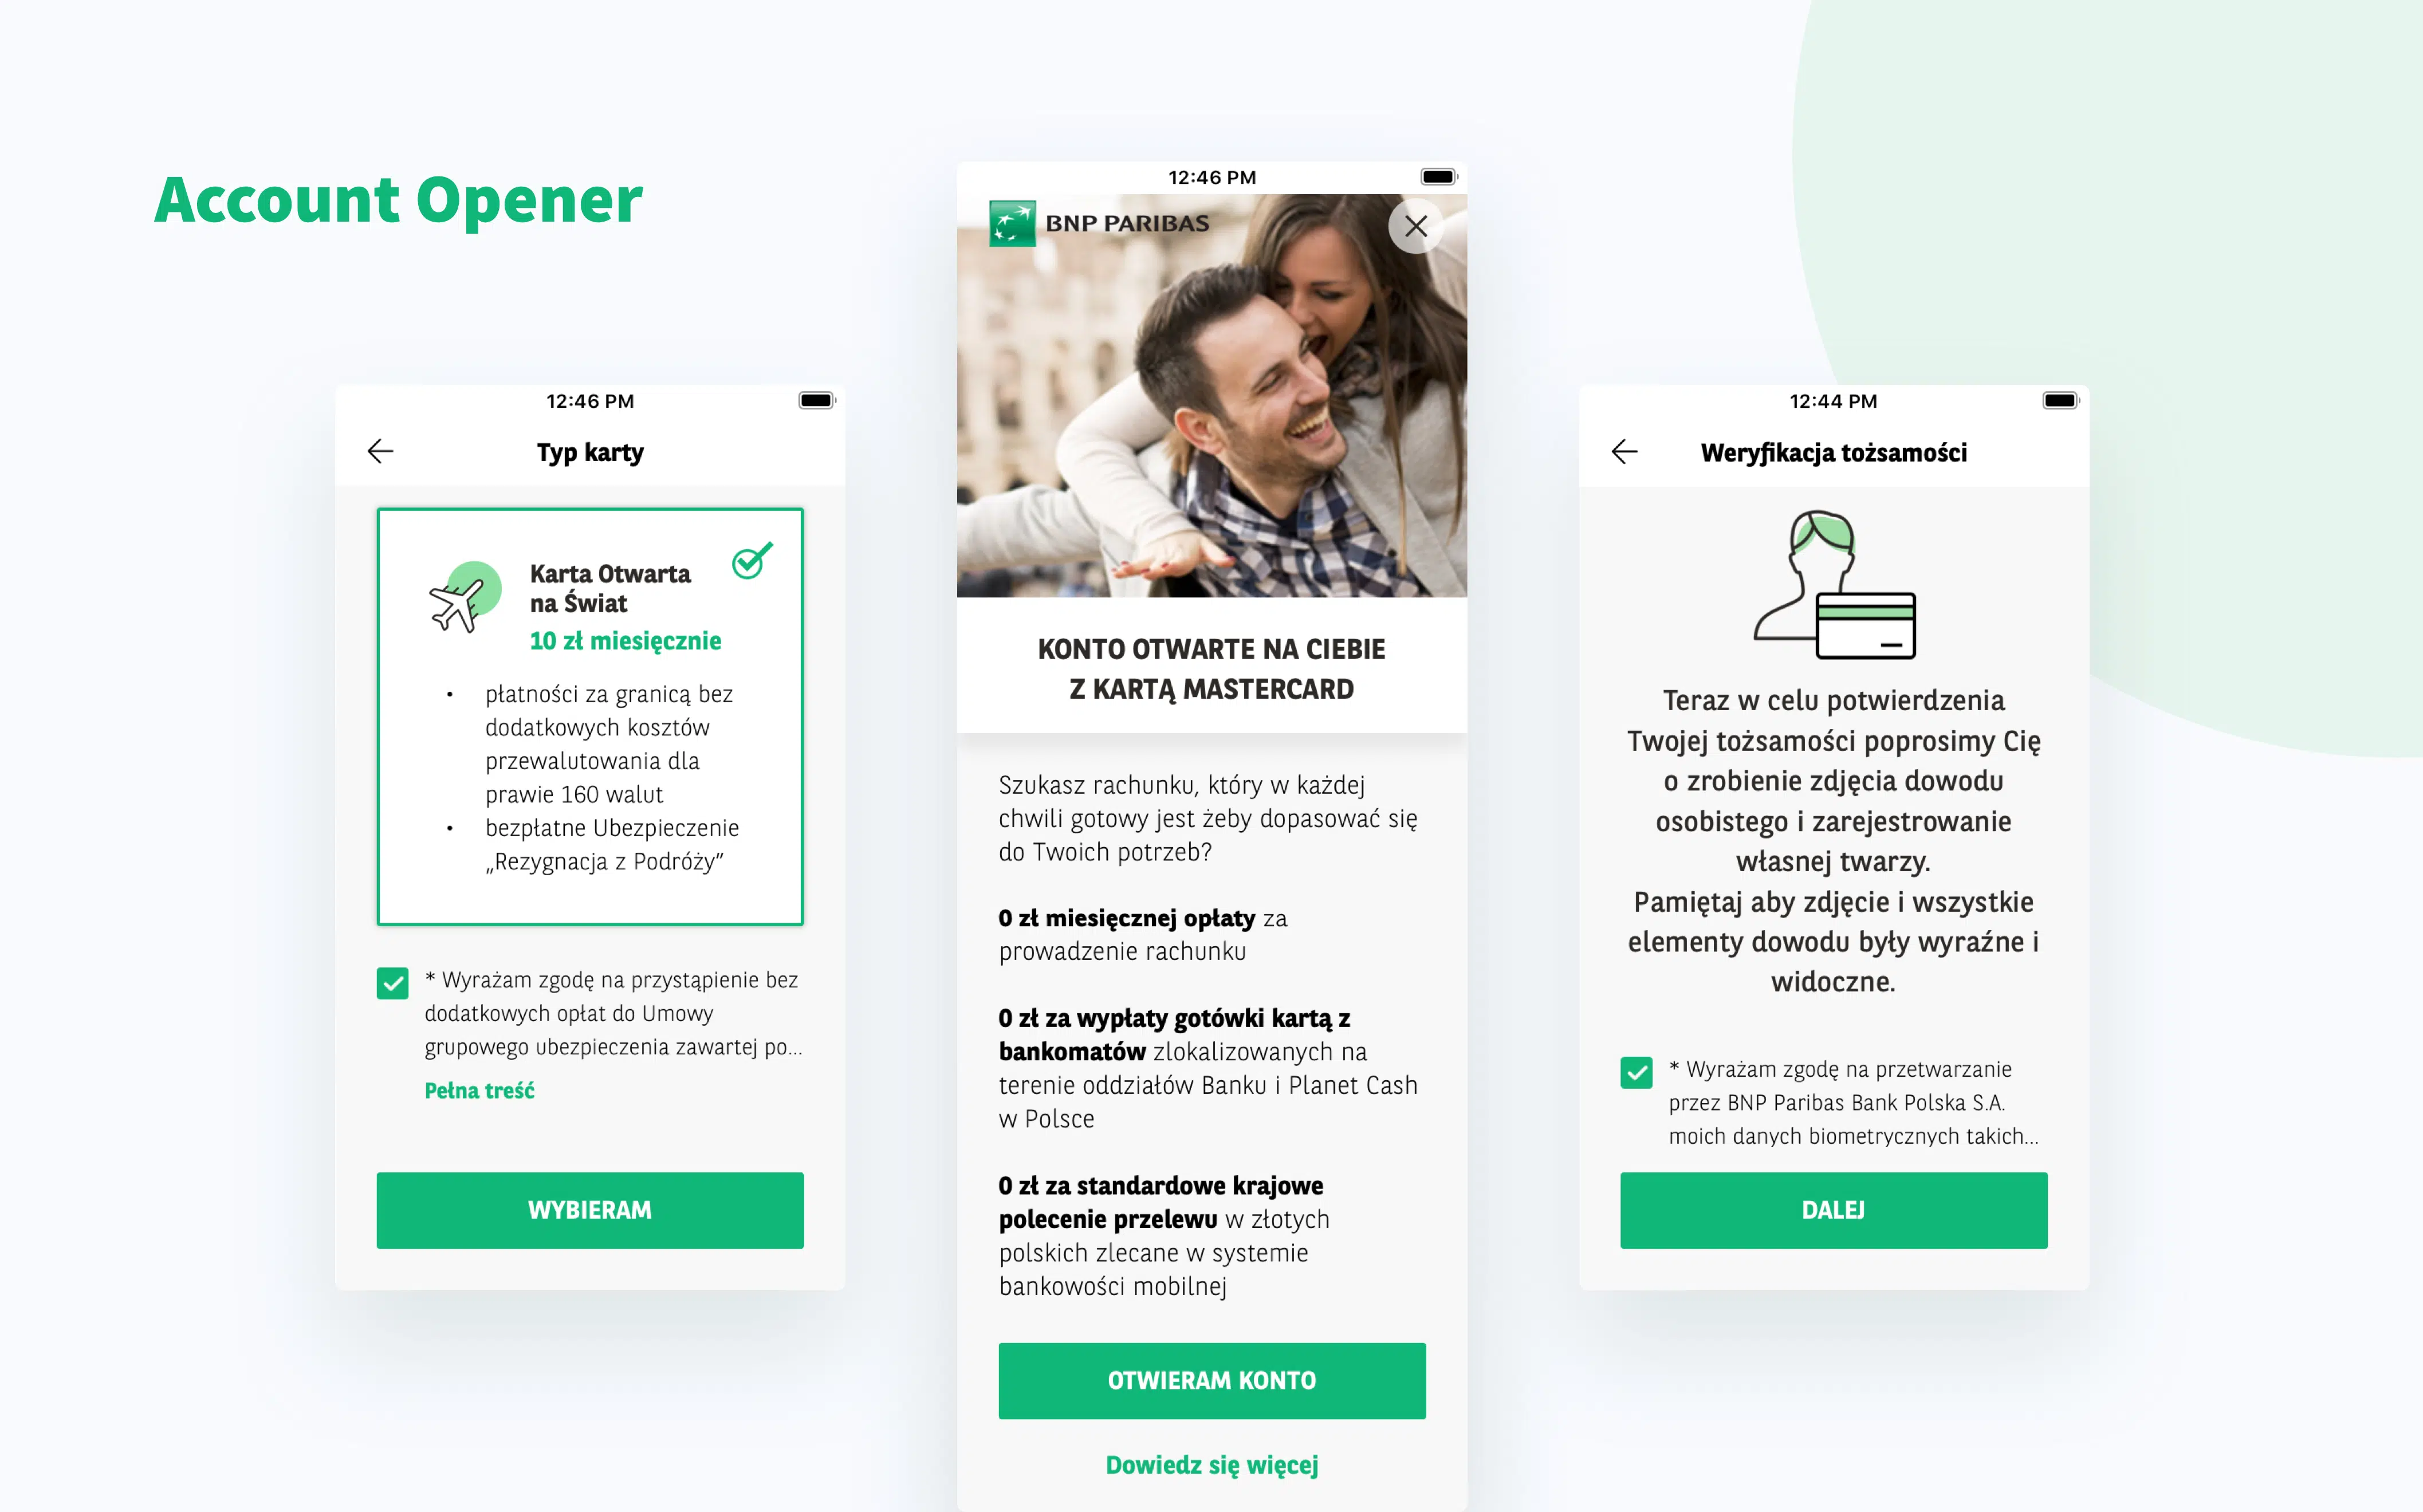 Account Opener
12:46 PM
Typ karty
Karta Otwarta
na Świat
10 zł miesięcznie
• płatności za granicą bez
dodatkowych kosztów
przewalutowania dla
prawie 160 walut
• bezpłatne Ubezpieczenie
„Rezygnacja z Podróży”
* Wyrażam zgodę na przystąpienie bez
dodatkowych opłat do Umowy
grupowego ubezpieczenia zawartej po...
Pełna treść
WYBIERAM
12:46 PM
BNP PARIBAS
KONTO OTWARTE NA CIEBIE
Z KARTĄ MASTERCARD
Szukasz rachunku, który w każdej
chwili gotowy jest żeby dopasować się
do Twoich potrzeb?
0 zł miesięcznej opłaty za
prowadzenie rachunku
0 zł za wypłaty gotówki kartą z
bankomatów zlokalizowanych na
terenie oddziałów Banku i Planet Cash
w Polsce
0 zł za standardowe krajowe
polecenie przelewu w złotych
polskich zlecane w systemie
bankowości mobilnej
OTWIERAM KONTO
Dowiedz się więcej
12:44 PM
Weryfikacja tożsamości
Teraz w celu potwierdzenia
Twojej tożsamości poprosimy Cię
o zrobienie zdjęcia dowodu
osobistego i zarejestrowanie
własnej twarzy.
Pamiętaj aby zdjęcie i wszystkie
elementy dowodu były wyraźne i
widoczne.
* Wyrażam zgodę na przetwarzanie
przez BNP Paribas Bank Polska S.A.
moich danych biometrycznych takich...
DALEJ